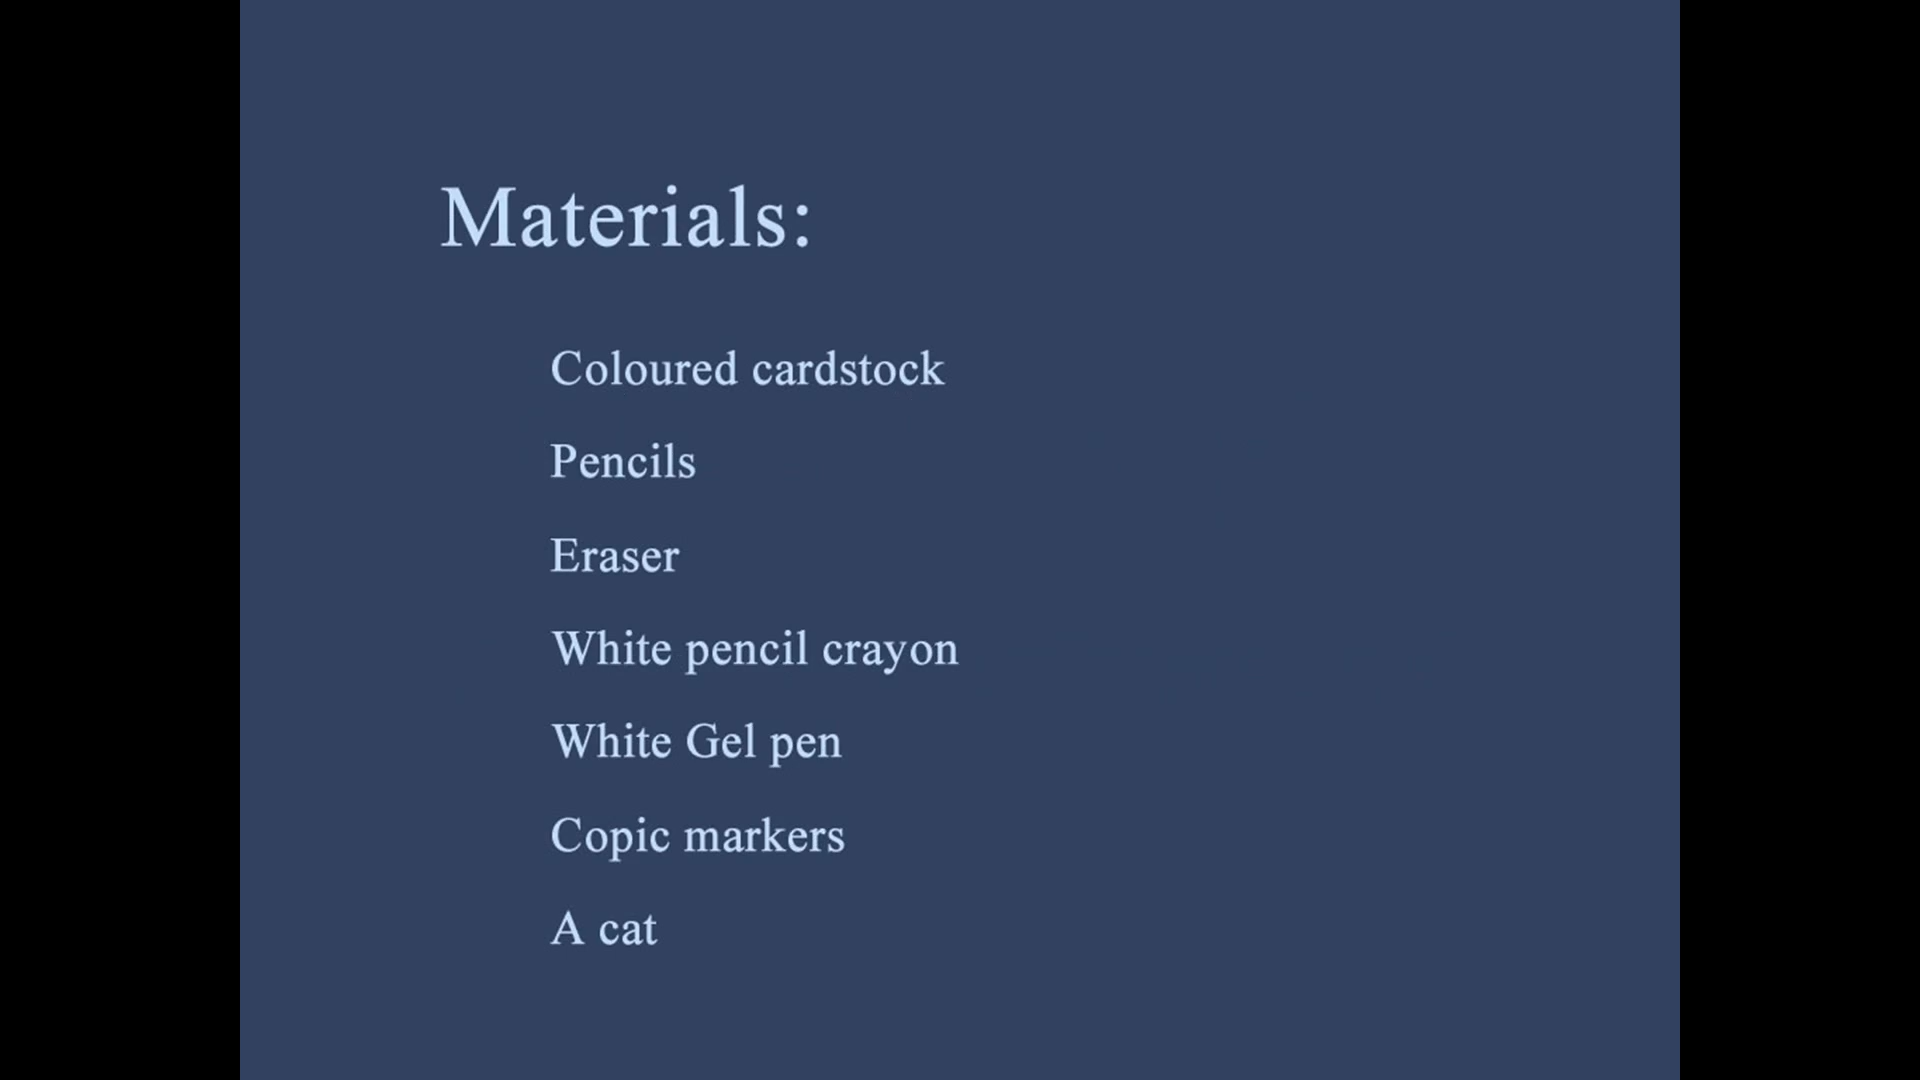 Materials:
Coloured cardstock
Pencils
Eraser
White pencil crayon
White Gel pen
Copic markers
A cat